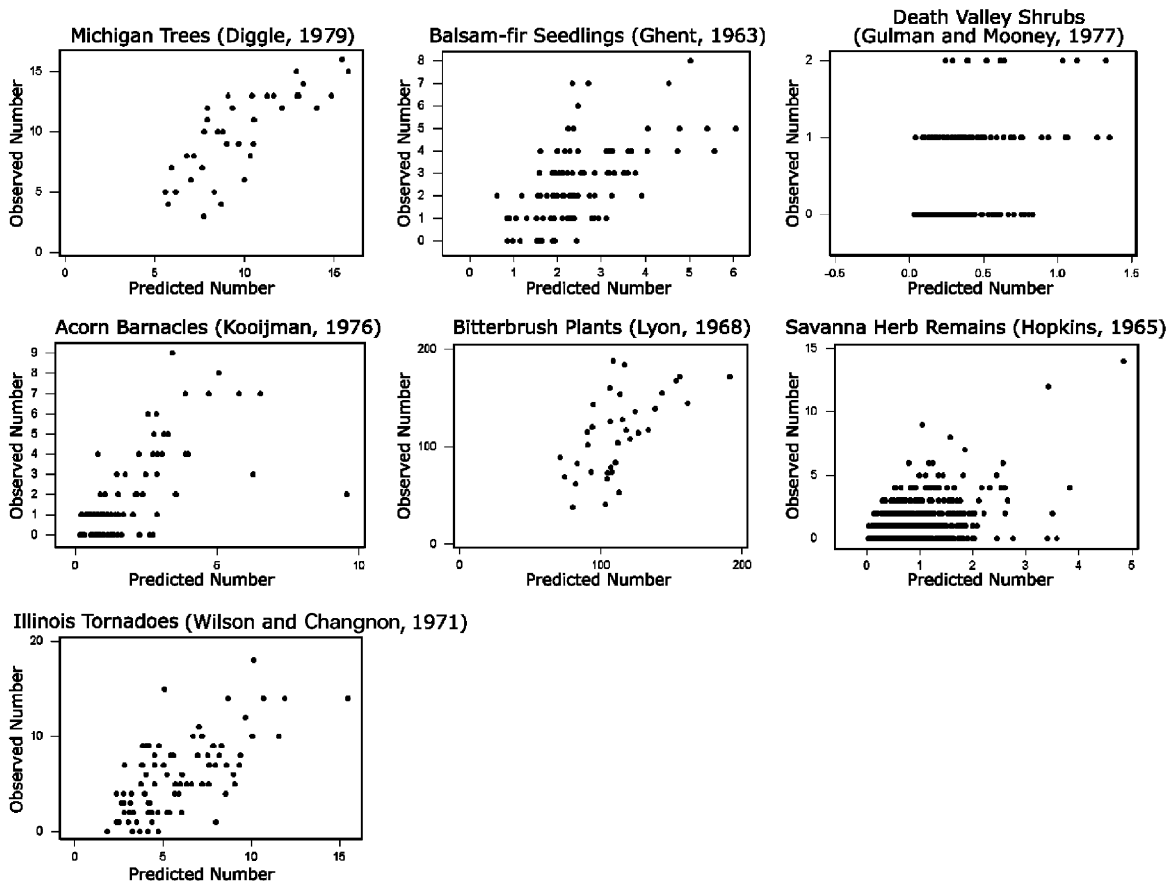 Michigan Trees (Diggle, 1979)
Observed Number
15
10
5
0
0 5 10 15
Predicted Number
Balsam-fir Seedlings (Ghent, 1963)
Observed Number
8
7
6
5
4
3
2
1
0
0 1 2 3 4 5 6
Predicted Number
Death Valley Shrubs
(Gulman and Mooney, 1977)
Observed Number
2
1
0
-0.5 0.0 0.5 1.0 1.5
Predicted Number
Acorn Barnacles (Kooijman, 1976)
Observed Number
9
8
7
6
5
4
3
2
1
0
0 5 10
Predicted Number
Bitterbrush Plants (Lyon, 1968)
Observed Number
200
100
0
0 100 200
Predicted Number
Savanna Herb Remains (Hopkins, 1965)
Observed Number
15
10
5
0
0 1 2 3 4 5
Predicted Number
Illinois Tornadoes (Wilson and Changnon, 1971)
Observed Number
20
10
0
0 5 10 15
Predicted Number